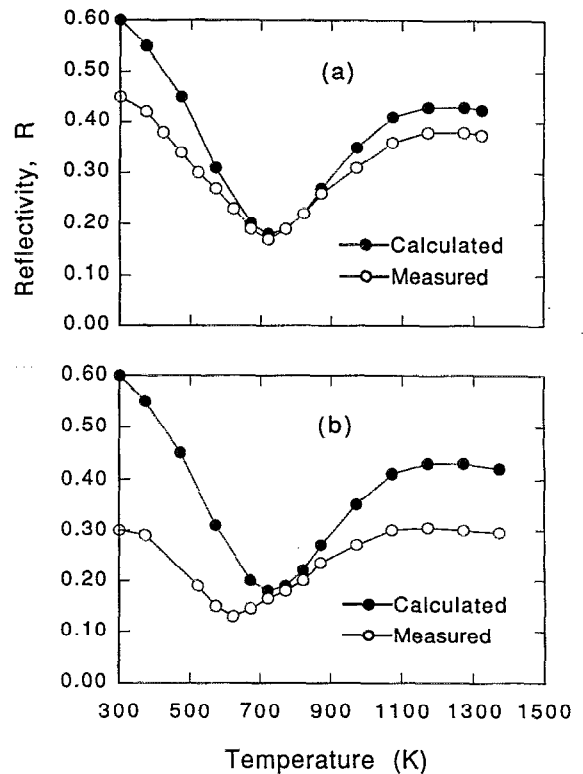 0.60
(a)
0.50
0.40
0.30
0.20
Calculated
0.10
Measured
0.00
Reflectivity, R
0.60
(b)
0.50
0.40
0.30
0.20
Calculated
0.10
Measured
0.00
300 500 700 900 1100 1300 1500
Temperature (K)